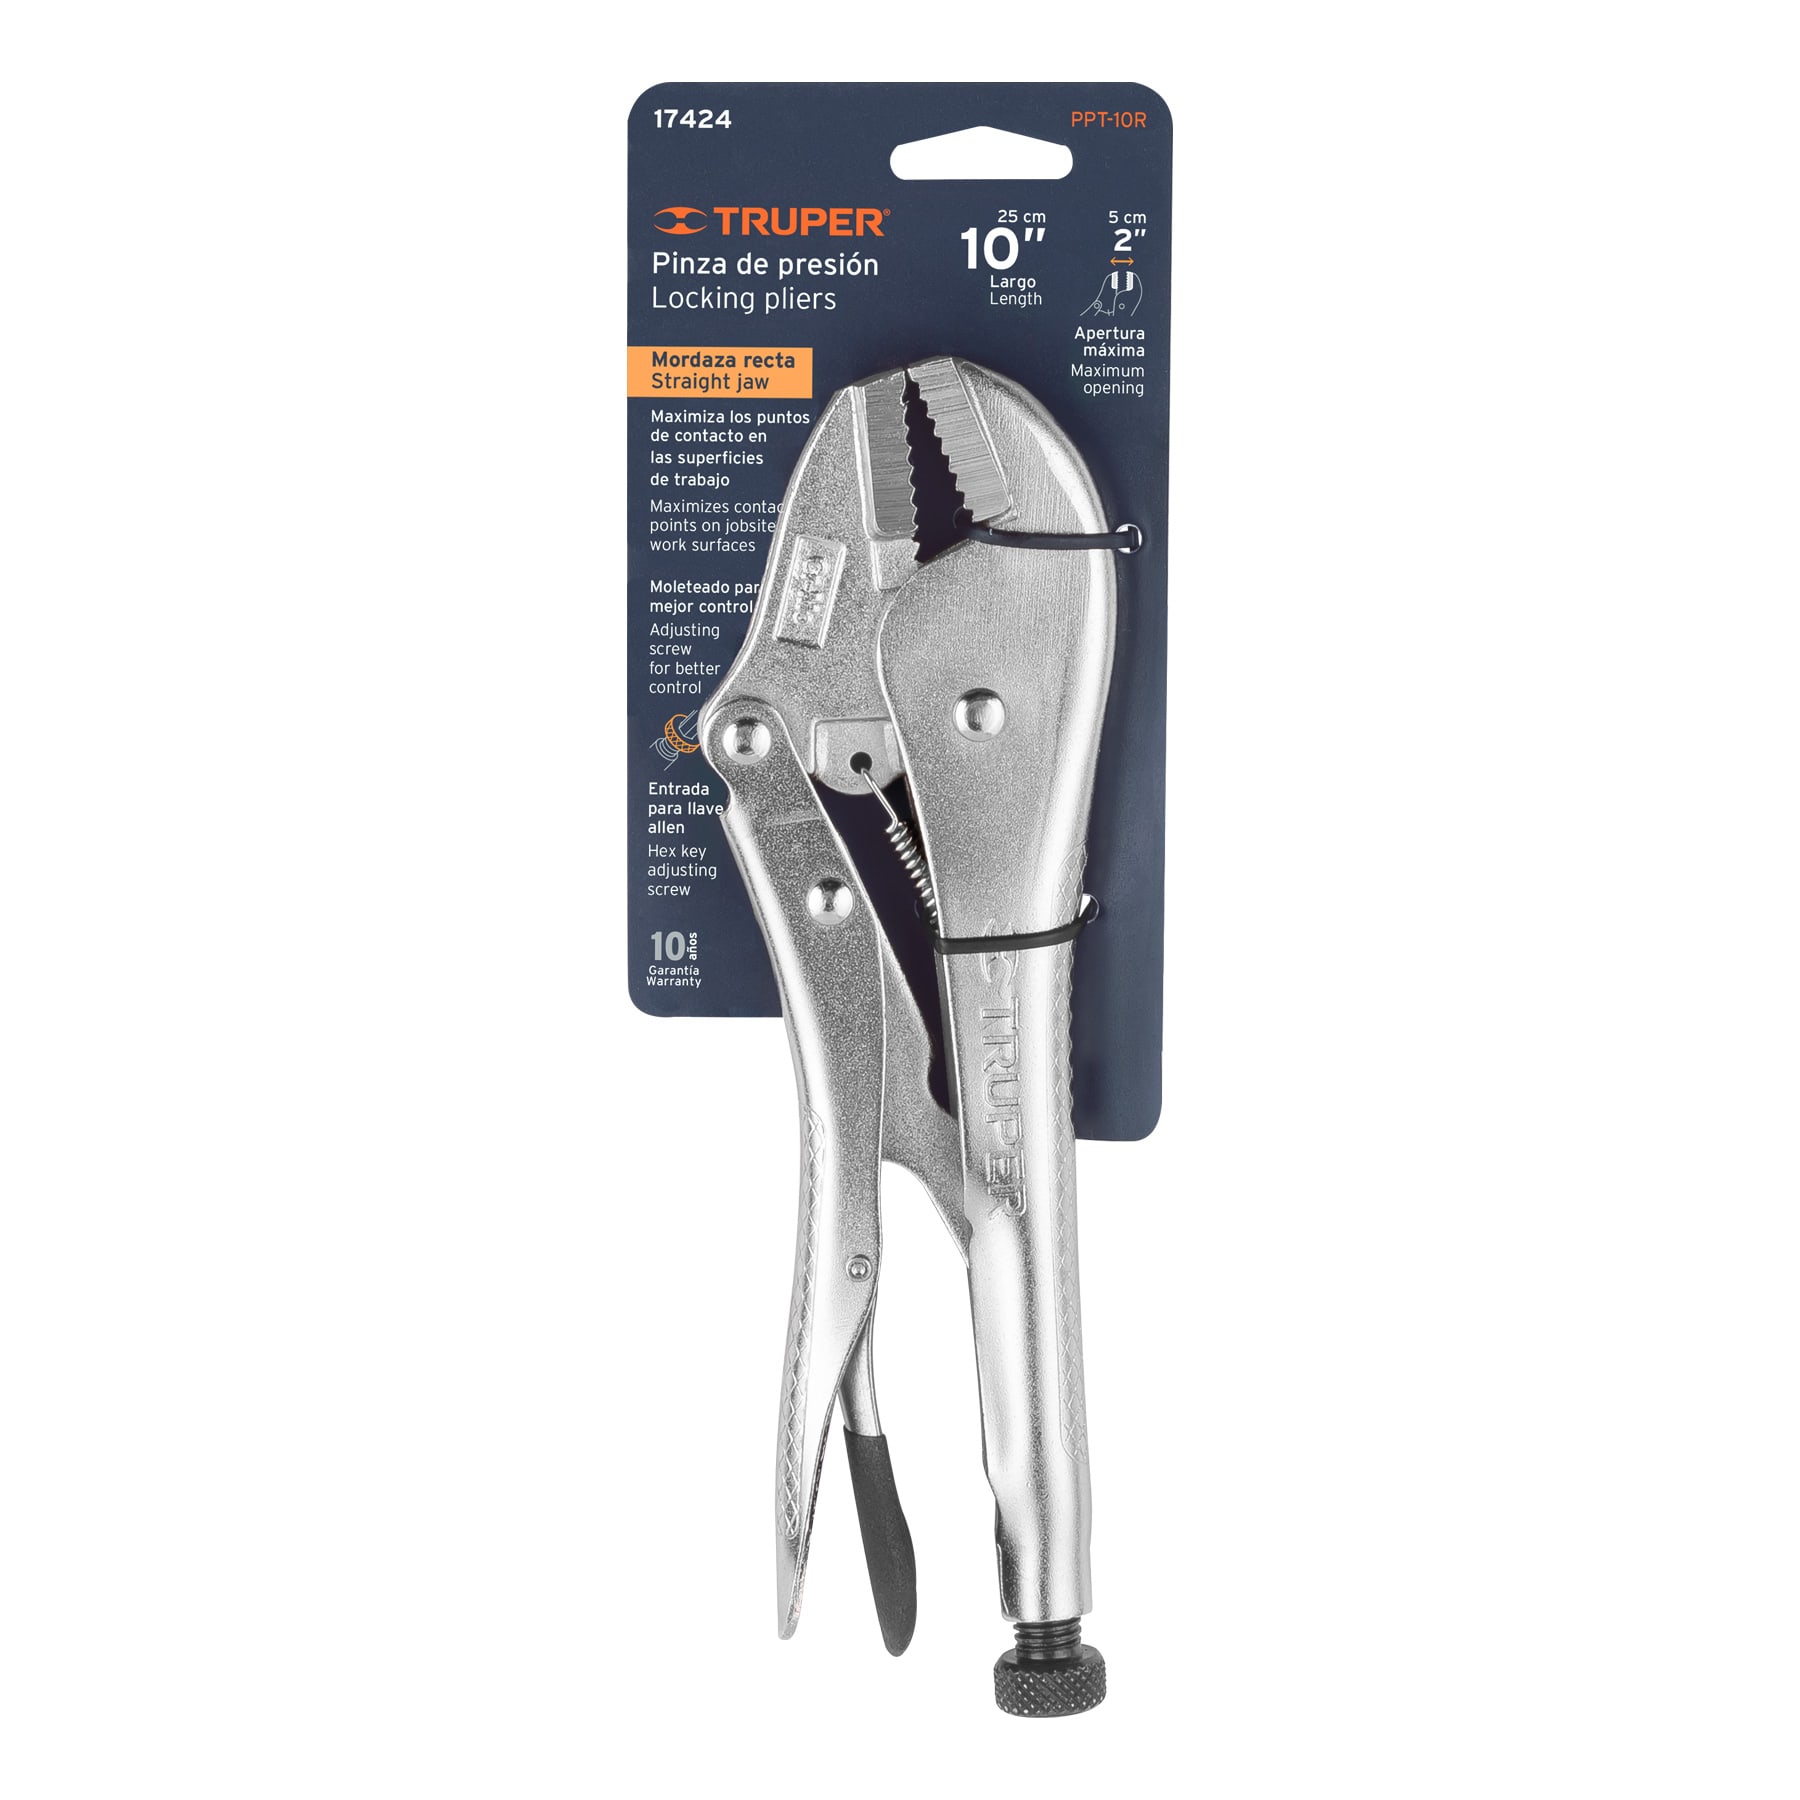 17424
PPT-10R
TRUPER®
Pinza de presión
Locking pliers
25 cm
10"
Largo
Length
5 cm
2"
Apertura
máxima
Maximum
opening
Mordaza recta
Straight jaw
Maximiza los puntos
de contacto en
las superficies
de trabajo
Maximizes contac
points on jobsite
work surfaces
Moleteado par
mejor control
Adjusting
screw
for better
control
Entrada
para llave
allen
Hex key
adjusting
screw
10 años
Garantía
Warranty
TRUPER